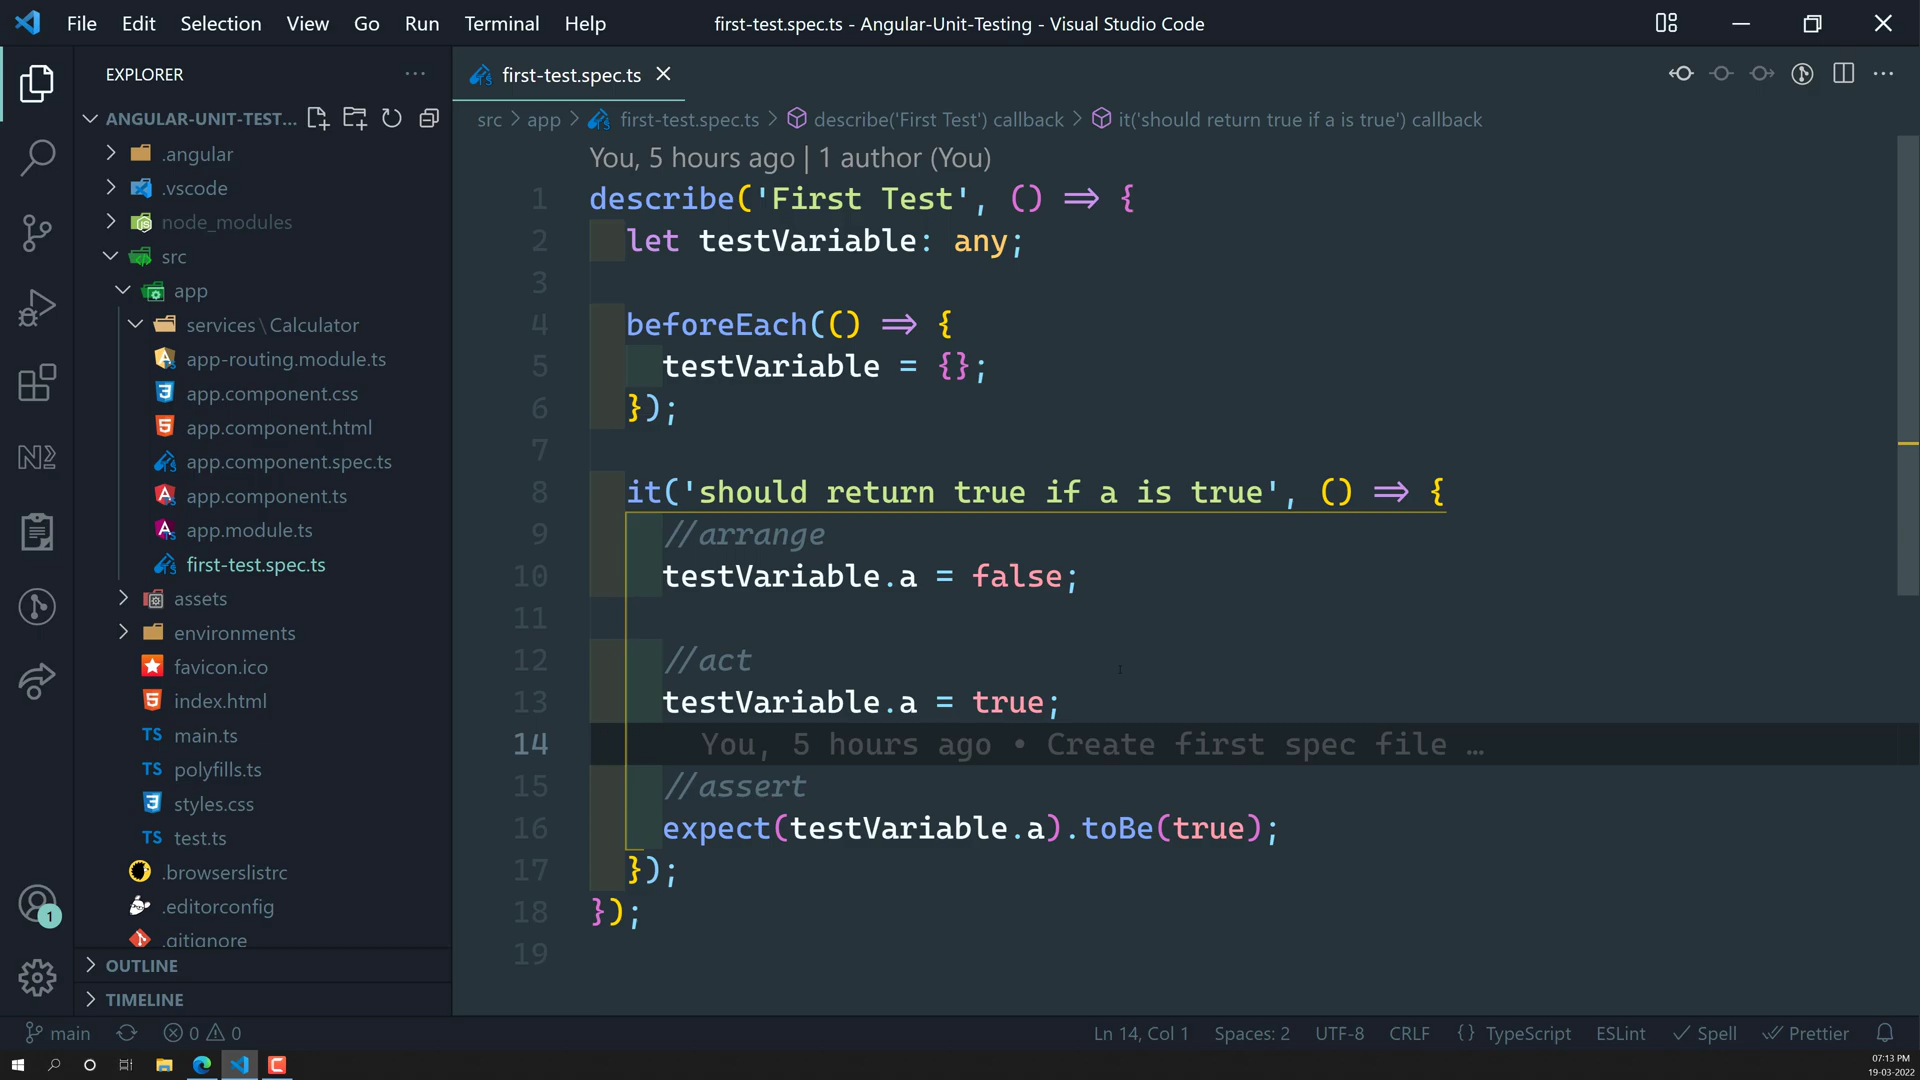 File Edit Selection View Go Run Terminal Help
first-test.spec.ts - Angular-Unit-Testing - Visual Studio Code
EXPLORER
ANGULAR-UNIT-TEST...
.angular
.vscode
node_modules
src
app
services\Calculator
app-routing.module.ts
app.component.css
app.component.html
app.component.spec.ts
app.component.ts
app.module.ts
first-test.spec.ts
assets
environments
favicon.ico
index.html
main.ts
polyfills.ts
styles.css
test.ts
.browserslistrc
.editorconfig
.gitignore
OUTLINE
TIMELINE
1
first-test.spec.ts
src > app > first-test.spec.ts > describe('First Test') callback > it('should return true if a is true') callback
You, 5 hours ago | 1 author (You)
1 describe('First Test', () => {
2 let testVariable: any;
3
4 beforeEach(() => {
5 testVariable = {};
6 });
7
8 it('should return true if a is true', () => {
9 //arrange
10 testVariable.a = false;
11
12 //act
13 testVariable.a = true;
14 You, 5 hours ago • Create first spec file …
15 //assert
16 expect(testVariable.a).toBe(true);
17 });
18 });
19
main 0 0 Ln 14, Col 1 Spaces: 2 UTF-8 CRLF {} TypeScript ESLint Spell Prettier
07:13 PM
19-03-2022